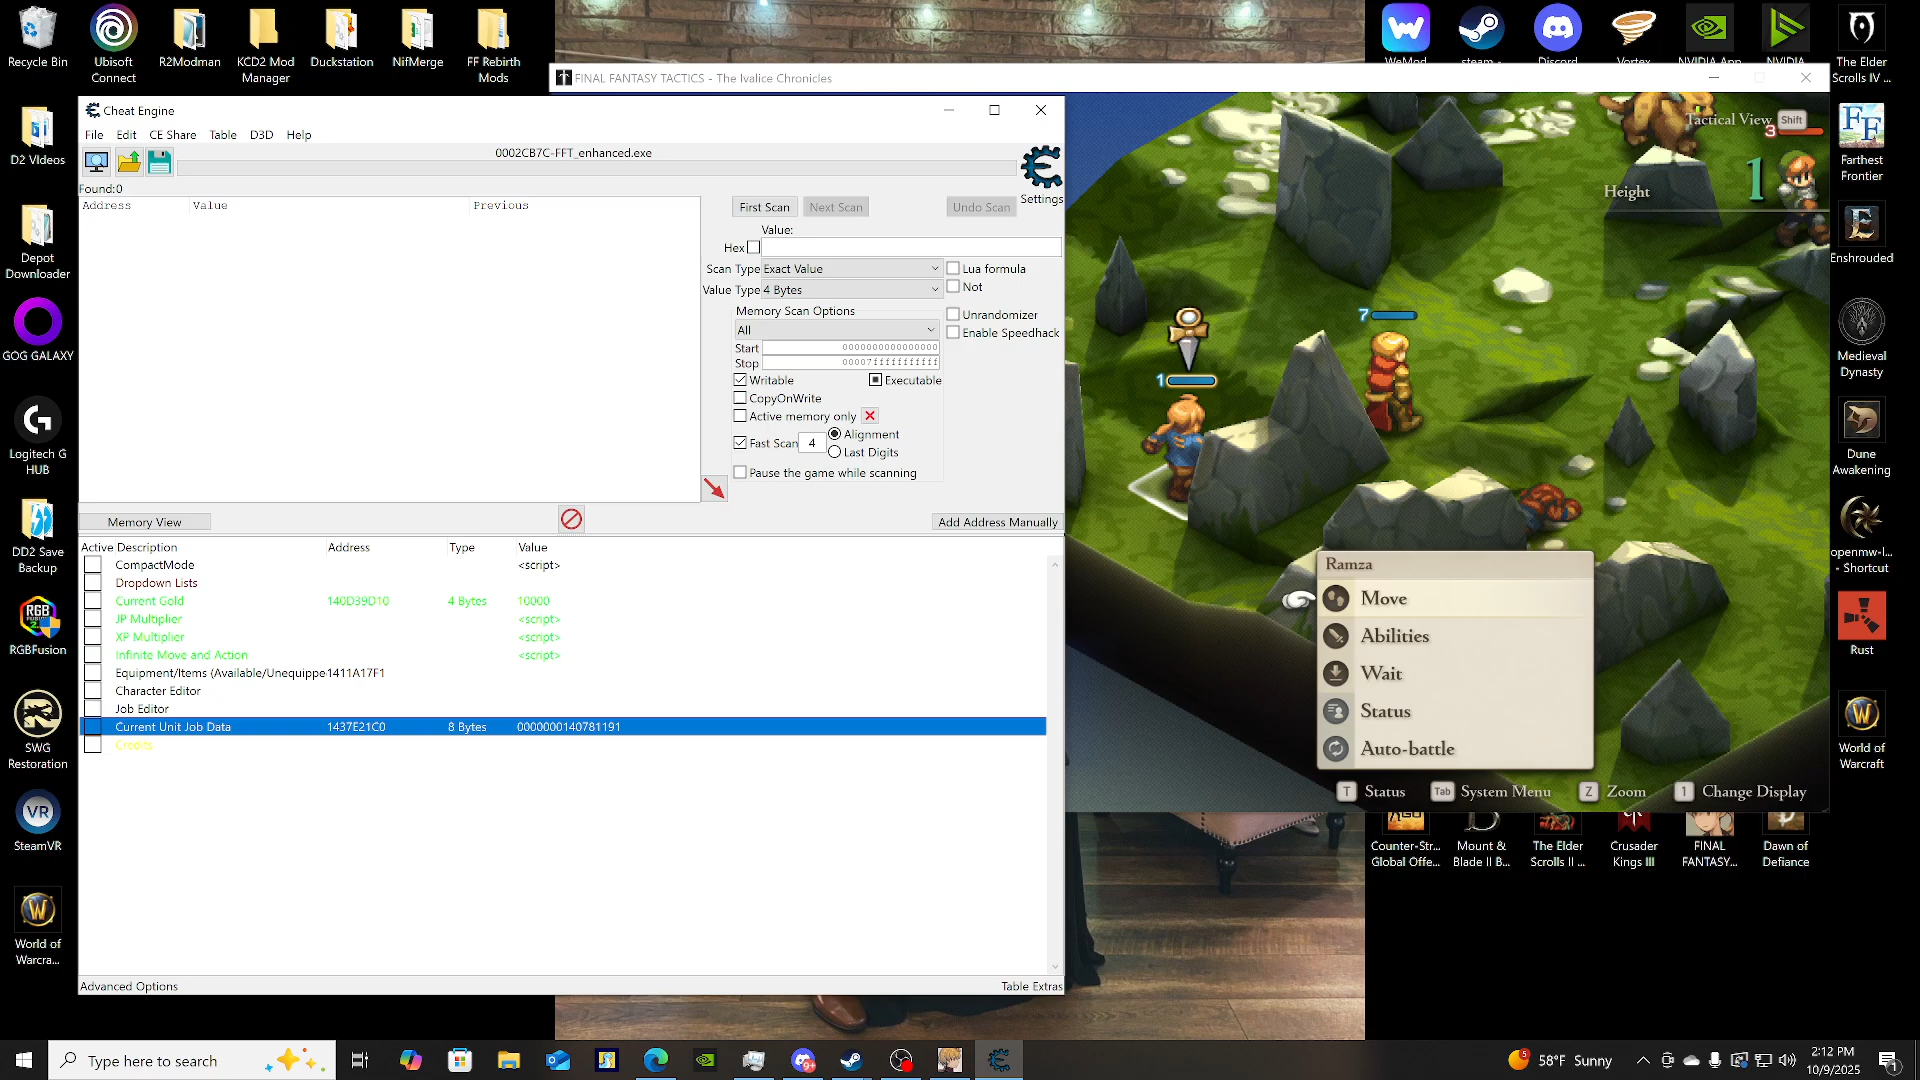 Recycle Bin
Ubisoft
Connect
R2Modman
KCD2 Mod
Manager
Duckstation
NifMerge
FF Rebirth
Mods
WeMod
steam -
Discord
Vortex
NVIDIA App
NVIDIA
The Elder
Scrolls IV ...
FINAL FANTASY TACTICS - The Ivalice Chronicles
Cheat Engine
File
Edit
CE Share
Table
D3D
Help
0002CB7C-FFT_enhanced.exe
Settings
Found:0
Address
Value
Previous
First Scan
Next Scan
Undo Scan
Value:
Hex
Scan Type
Exact Value
Lua formula
Value Type
4 Bytes
Not
Memory Scan Options
All
Unrandomizer
Enable Speedhack
Start
0000000000000000
Stop
00007fffffffffff
Writable
Executable
CopyOnWrite
Active memory only
Fast Scan
4
Alignment
Last Digits
Pause the game while scanning
Memory View
Add Address Manually
Active Description
Address
Type
Value
CompactMode
<script>
Dropdown Lists
Current Gold
140D39D10
4 Bytes
10000
JP Multiplier
<script>
XP Multiplier
<script>
Infinite Move and Action
<script>
Equipment/Items (Available/Unequippe
1411A17F1
Character Editor
Job Editor
Current Unit Job Data
1437E21C0
8 Bytes
0000000140781191
Credits
Advanced Options
Table Extras
Tactical View
Shift
3
Height
1
7
1
Ramza
Move
Abilities
Wait
Status
Auto-battle
T
Status
Tab
System Menu
Z
Zoom
1
Change Display
D2 VIdeos
Depot
Downloader
GOG GALAXY
G
Logitech G
HUB
DD2 Save
Backup
RGB
FUSION
2.0
RGBFusion
SWG
Restoration
VR
SteamVR
World of
Warcra...
FF
Farthest
Frontier
Enshrouded
Medieval
Dynasty
Dune
Awakening
openmw-l...
- Shortcut
Rust
World of
Warcraft
Counter-Str...
Global Offe...
Mount &
Blade II B...
The Elder
Scrolls II ...
Crusader
Kings III
FINAL
FANTASY...
Dawn of
Defiance
Type here to search
9+
5
58°F Sunny
2:12 PM
10/9/2025
1